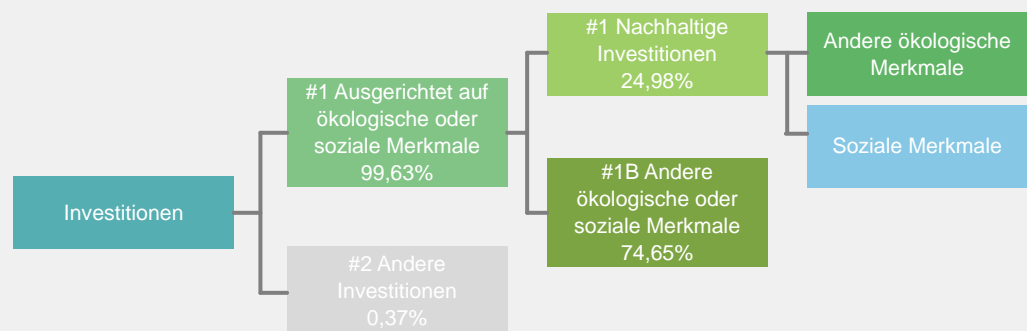 Investitionen
#1 Ausgerichtet auf
ökologische oder
soziale Merkmale
99,63%
#2 Andere
Investitionen
0,37%
#1 Nachhaltige
Investitionen
24,98%
#1B Andere
ökologische oder
soziale Merkmale
74,65%
Andere ökologische
Merkmale
Soziale Merkmale